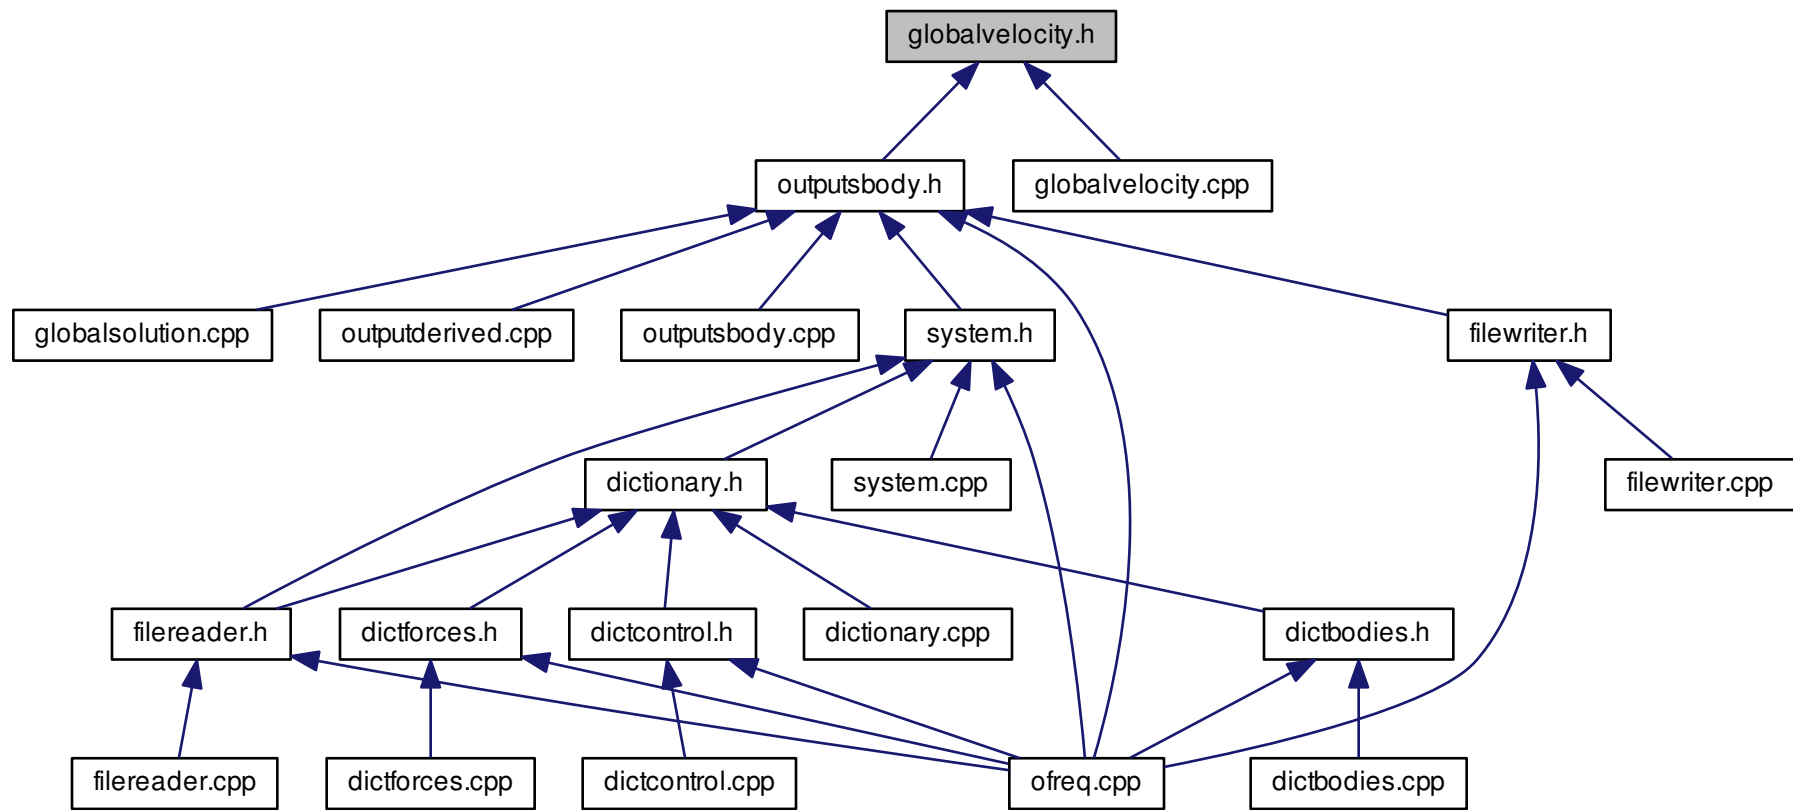 globalvelocity.h
outputsbody.h
globalvelocity.cpp
globalsolution.cpp
outputderived.cpp
outputsbody.cpp
system.h
filewriter.h
dictionary.h
system.cpp
filewriter.cpp
filereader.h
dictforces.h
dictcontrol.h
dictionary.cpp
dictbodies.h
filereader.cpp
dictforces.cpp
dictcontrol.cpp
ofreq.cpp
dictbodies.cpp